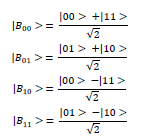 |B₀₀ >= |00> +|11> / √2
|B₀₁ >= |01> +|10> / √2
|B₁₀ >= |00> −|11> / √2
|B₁₁ >= |01> −|10> / √2